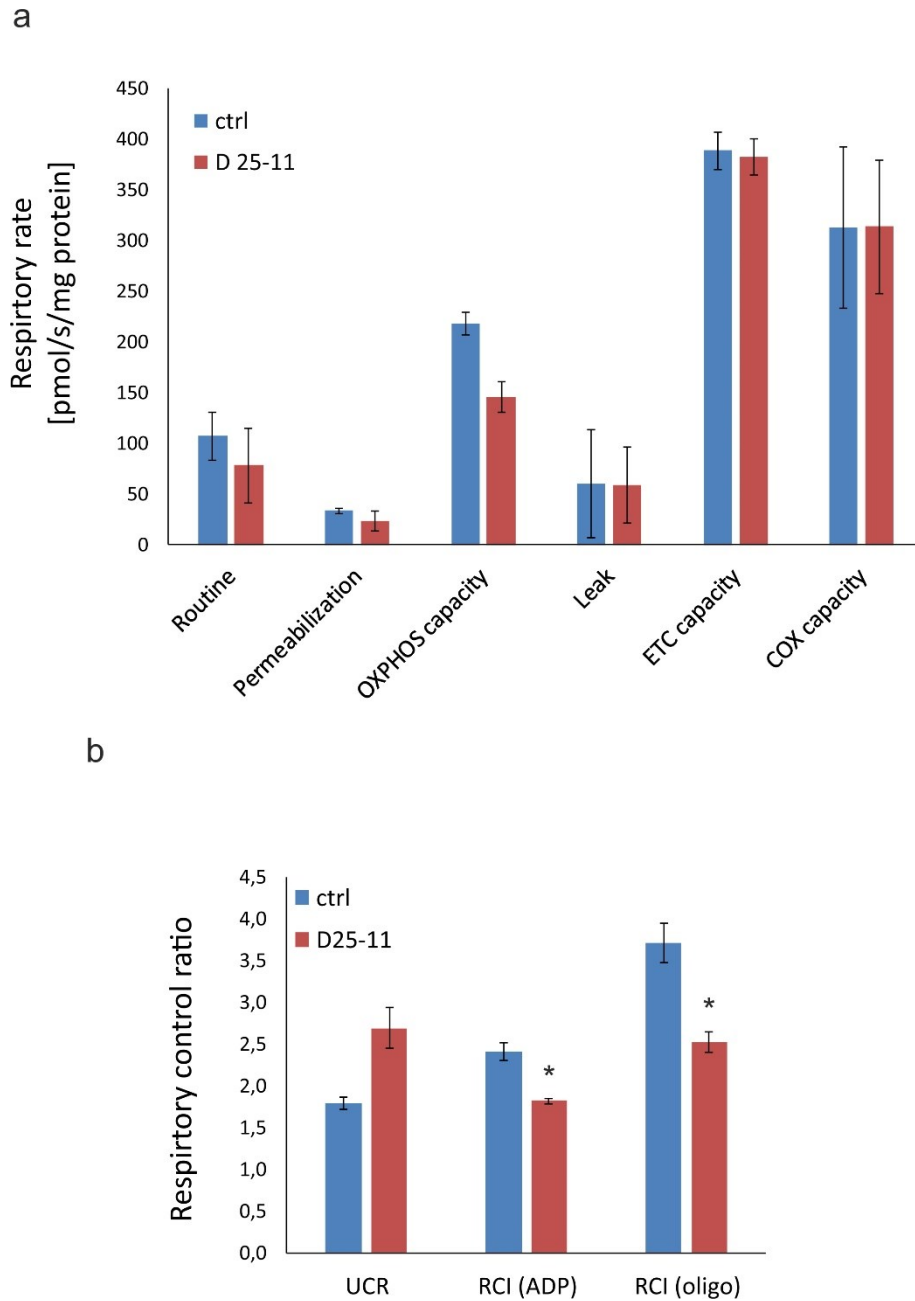 a
450
400
350
300
250
200
150
100
50
0
Respirtory rate
[pmol/s/mg protein]
ctrl
D 25-11
Routine
Permeabilization
OXPHOS capacity
Leak
ETC capacity
COX capacity
b
4,5
4,0
3,5
3,0
2,5
2,0
1,5
1,0
0,5
0,0
Respirtory control ratio
ctrl
D25-11
*
*
UCR
RCI (ADP)
RCI (oligo)